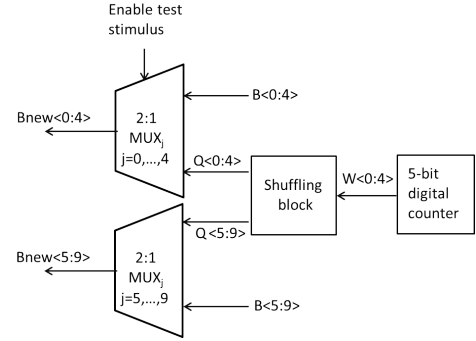 Enable test
stimulus
B<0:4>
2:1
Bnew<0:4>
MUXj
j=0,...,4
Q<0:4>
W<0:4>
5-bit
digital
counter
Shuffling
block
Q<5:9>
2:1
Bnew<5:9>
MUXj
j=5,...,9
B<5:9>